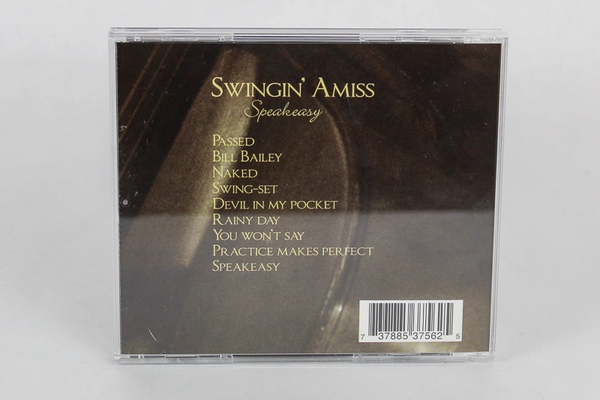 Swingin' Amiss
Speakeasy
Passed
Bill Bailey
Naked
Swing-set
Devil in my pocket
Rainy day
You won't say
Practice makes perfect
Speakeasy
7 37885 37562 5